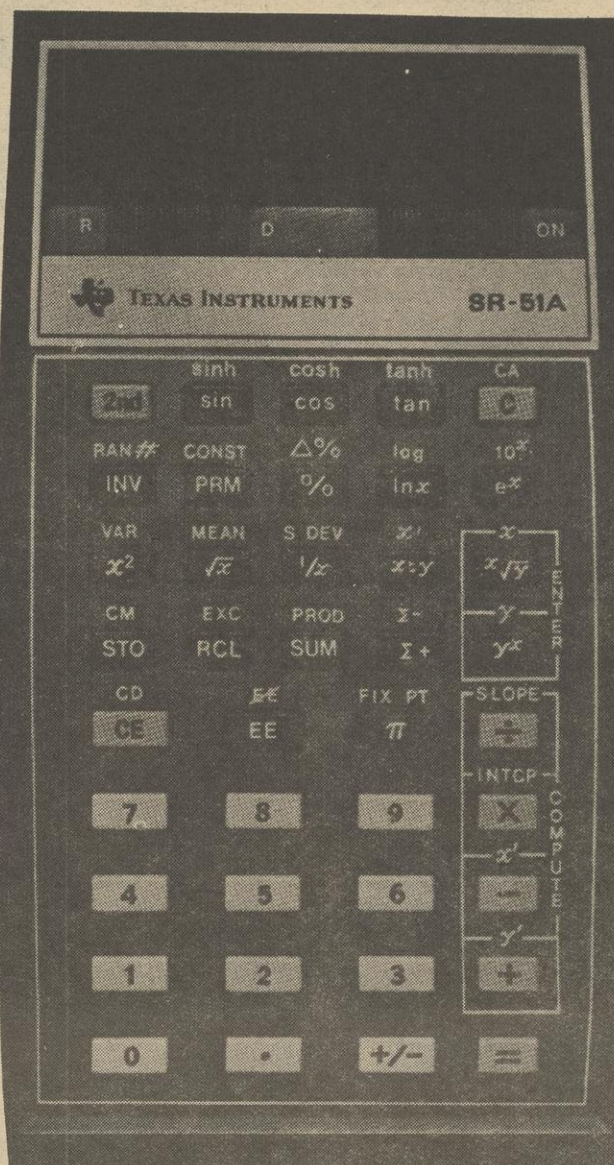 R D ON
TEXAS INSTRUMENTS SR-51A
sinh cosh tanh CA
2nd sin cos tan C
RAN# CONST Δ% log 10ˣ
INV PRM % lnx eˣ
VAR MEAN S DEV x! x
x² √x 1/x x:y ˣ√y
CM EXC PROD Σ- y
STO RCL SUM Σ+ yˣ
ENTER
CD EE FIX PT SLOPE
CE EE π ÷
INTCP
7 8 9 X
x'
4 5 6 −
y'
1 2 3 +
COMPUTE
0 . +/- =